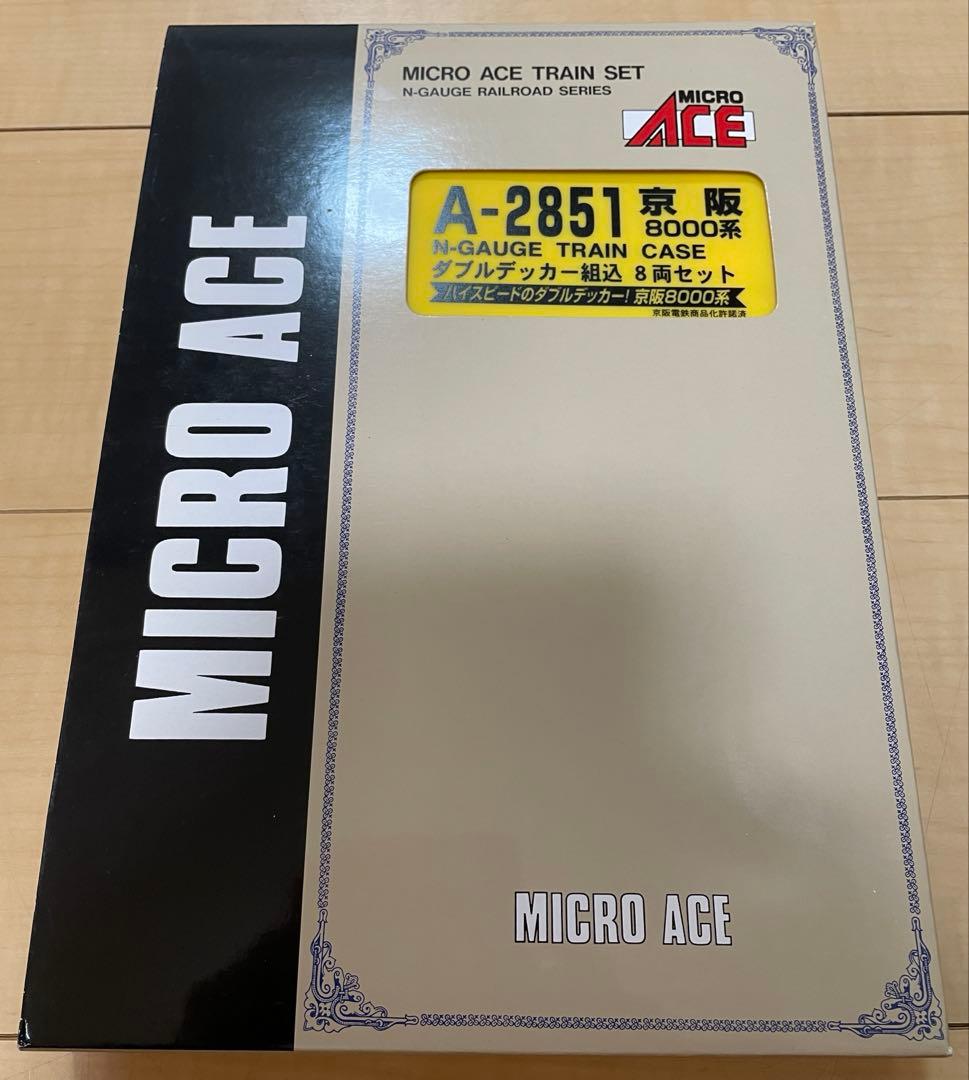 MICRO ACE TRAIN SET
N-GAUGE RAILROAD SERIES
MICRO
ACE
A-2851 京阪
8000系
N-GAUGE TRAIN CASE
ダブルデッカー組込 8両セット
ハイスピードのダブルデッカー!京阪8000系
京阪電鉄商品化許諾済
MICRO ACE
MICRO ACE